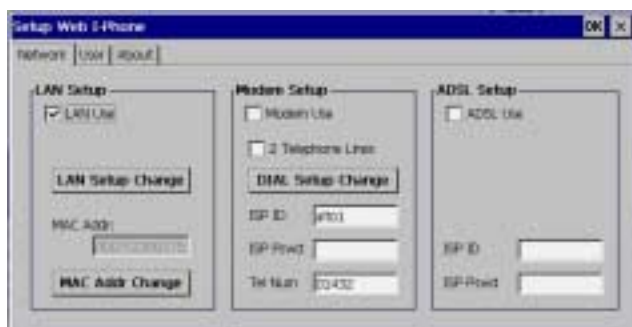 Setup Web I-Phone OK
Network User About
LAN Setup
LAN Use
LAN Setup Change
MAC Addr:
MAC Addr Change
Modem Setup
Modem Use
2 Telephone Lines
DIAL Setup Change
ISP ID:
ISP Pswd:
Tel Num: 01432
ADSL Setup
ADSL Use
ISP ID:
ISP-Pswd: